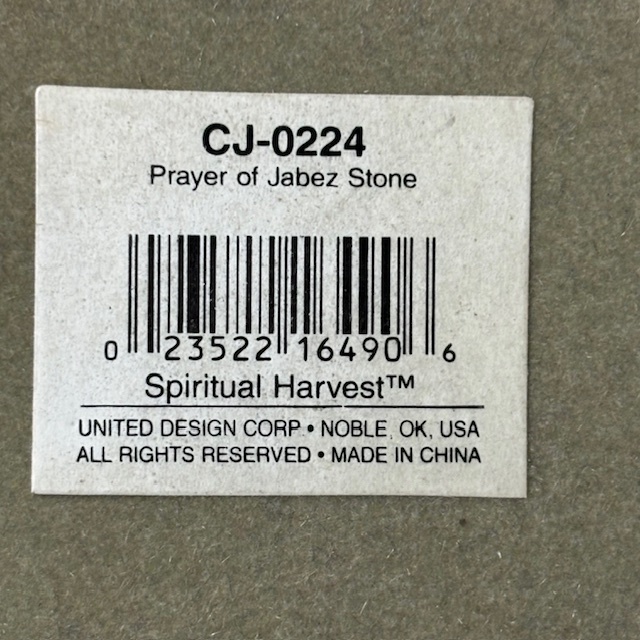 CJ-0224
Prayer of Jabez Stone
0 23522 16490 6
Spiritual Harvest™
UNITED DESIGN CORP • NOBLE, OK, USA
ALL RIGHTS RESERVED • MADE IN CHINA